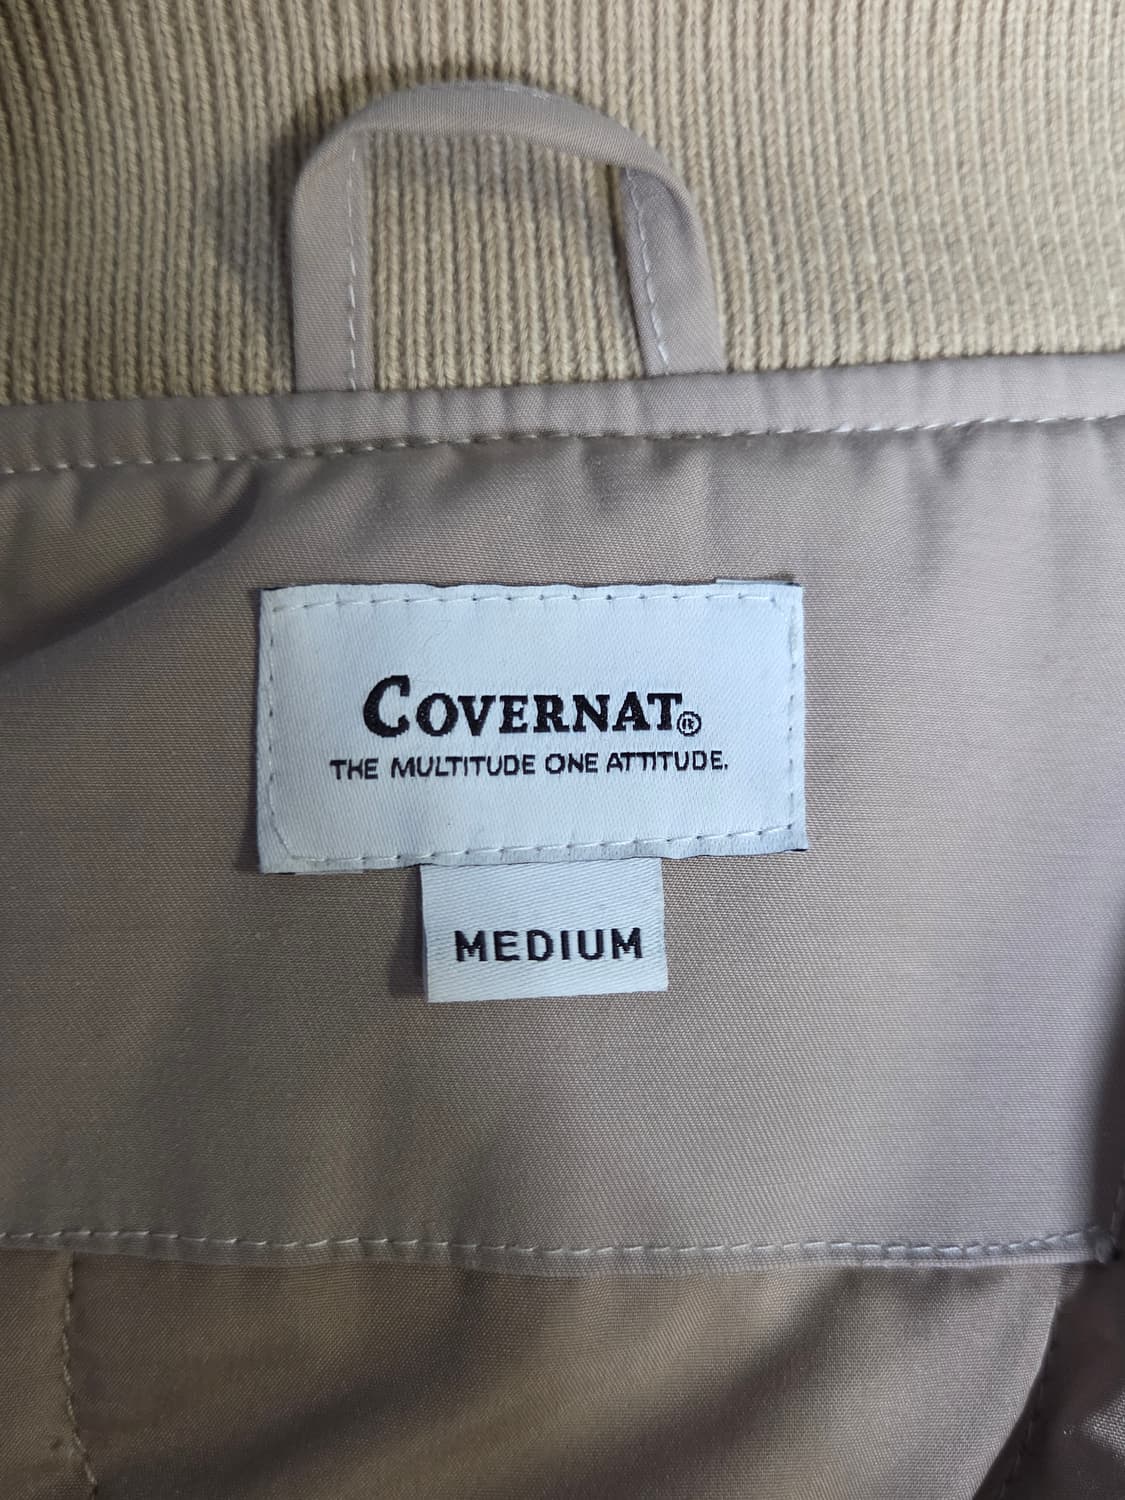 COVERNAT®
THE MULTITUDE ONE ATTITUDE.
MEDIUM